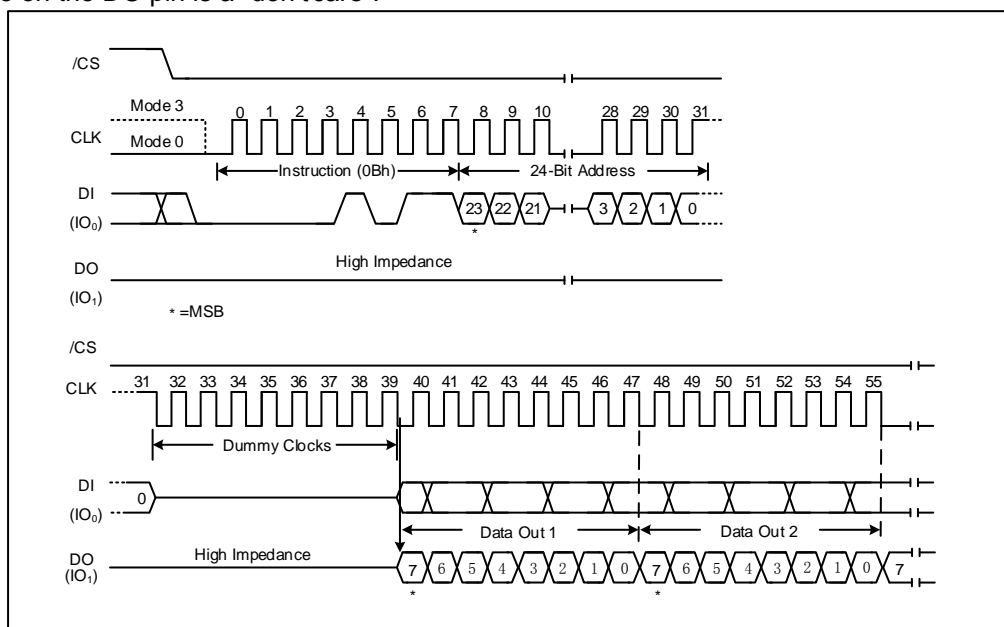 /CS
Mode 3
0 1 2 3 4 5 6 7 8 9 10 28 29 30 31
CLK
Mode 0
Instruction (0Bh)
24-Bit Address
DI
(IO₀)
23 22 21 3 2 1 0
*
High Impedance
DO
(IO₁)
* =MSB
/CS
31 32 33 34 35 36 37 38 39 40 41 42 43 44 45 46 47 48 49 50 51 52 53 54 55
CLK
Dummy Clocks
DI
(IO₀)
0
Data Out 1
Data Out 2
High Impedance
DO
(IO₁)
7 6 5 4 3 2 1 0 7 6 5 4 3 2 1 0 7
* *